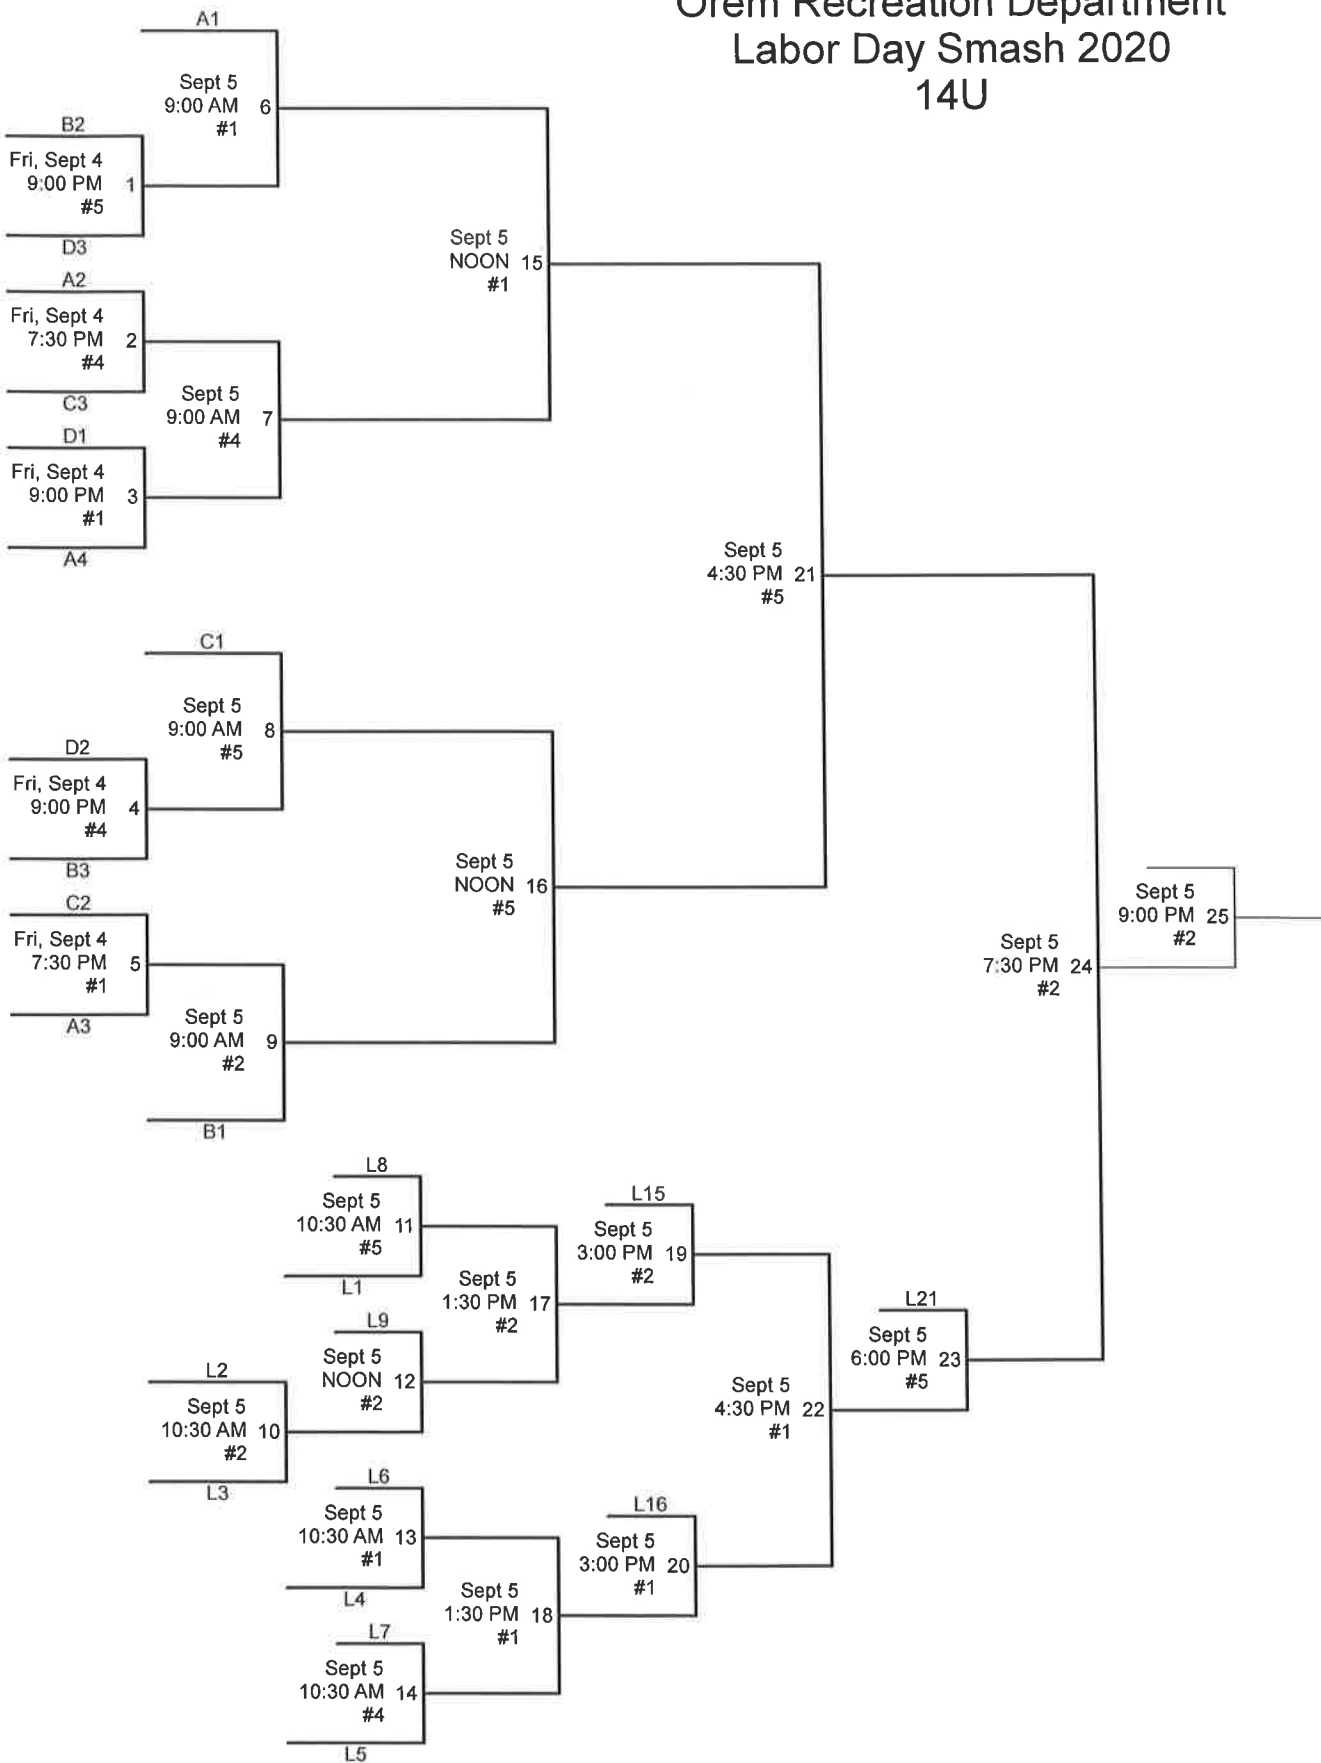 Orem Recreation Department
Labor Day Smash 2020
14U
A1
Sept 5
9:00 AM 6
#1
B2
Fri, Sept 4
9:00 PM 1
#5
D3
A2
Fri, Sept 4
7:30 PM 2
#4
C3
Sept 5
9:00 AM 7
#4
D1
Fri, Sept 4
9:00 PM 3
#1
A4
Sept 5
NOON 15
#1
Sept 5
4:30 PM 21
#5
C1
Sept 5
9:00 AM 8
#5
D2
Fri, Sept 4
9:00 PM 4
#4
B3
C2
Fri, Sept 4
7:30 PM 5
#1
A3
Sept 5
9:00 AM 9
#2
B1
Sept 5
NOON 16
#5
Sept 5
7:30 PM 24
#2
Sept 5
9:00 PM 25
#2
L8
Sept 5
10:30 AM 11
#5
L1
L9
Sept 5
NOON 12
#2
L2
Sept 5
10:30 AM 10
#2
L3
Sept 5
1:30 PM 17
#2
L15
Sept 5
3:00 PM 19
#2
L21
Sept 5
6:00 PM 23
#5
Sept 5
4:30 PM 22
#1
L6
Sept 5
10:30 AM 13
#1
L4
L7
Sept 5
10:30 AM 14
#4
L5
Sept 5
1:30 PM 18
#1
L16
Sept 5
3:00 PM 20
#1